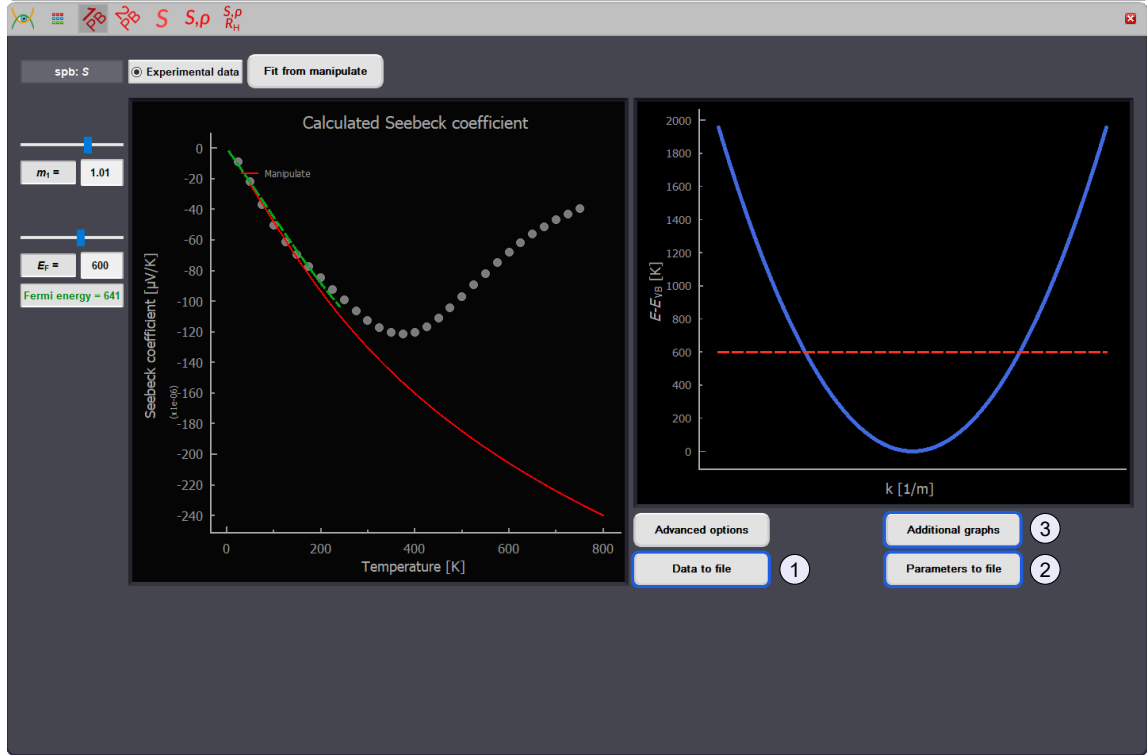 1PB 2PB S S,ρ S,ρ
R_H
spb: S Experimental data Fit from manipulate
m₁ = 1.01
E_F = 600
Fermi energy = 641
Calculated Seebeck coefficient
Manipulate
Seebeck coefficient [µV/K]
(x1e-06)
0
-20
-40
-60
-80
-100
-120
-140
-160
-180
-200
-220
-240
0 200 400 600 800
Temperature [K]
E-E_VB [K]
2000
1800
1600
1400
1200
1000
800
600
400
200
0
k [1/m]
Advanced options Additional graphs 3
Data to file 1 Parameters to file 2